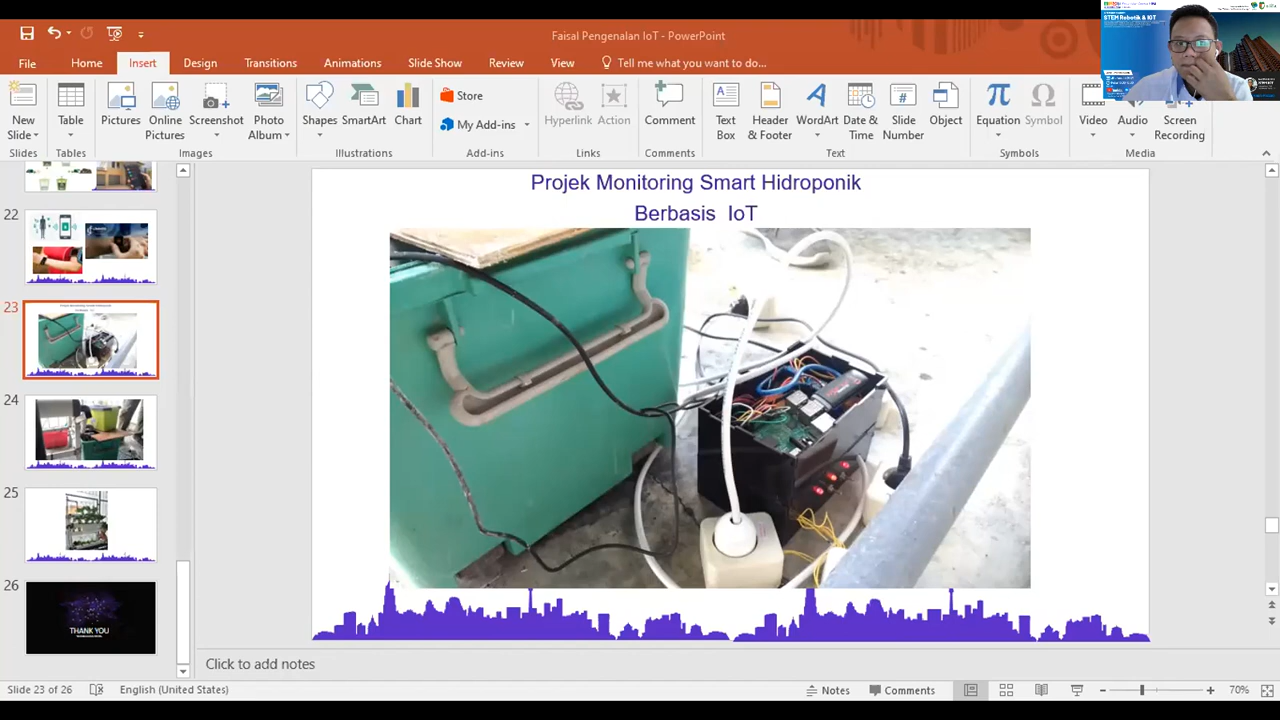 Faisal Pengenalan IoT - PowerPoint
STEM Robotik & IOT
File Home Insert Design Transitions Animations Slide Show Review View Tell me what you want to do...
New Slide
Table
Pictures
Online Pictures
Screenshot
Photo Album
Shapes
SmartArt
Chart
Store
My Add-ins
Hyperlink
Action
Comment
Text Box
Header & Footer
WordArt
Date & Time
Slide Number
Object
Equation
Symbol
Video
Audio
Screen Recording
Slides Tables Images Illustrations Add-ins Links Comments Text Symbols Media
Projek Monitoring Smart Hidroponik
Berbasis IoT
22
23
24
25
26
THANK YOU
Click to add notes
Slide 23 of 26 English (United States) Notes Comments 70%